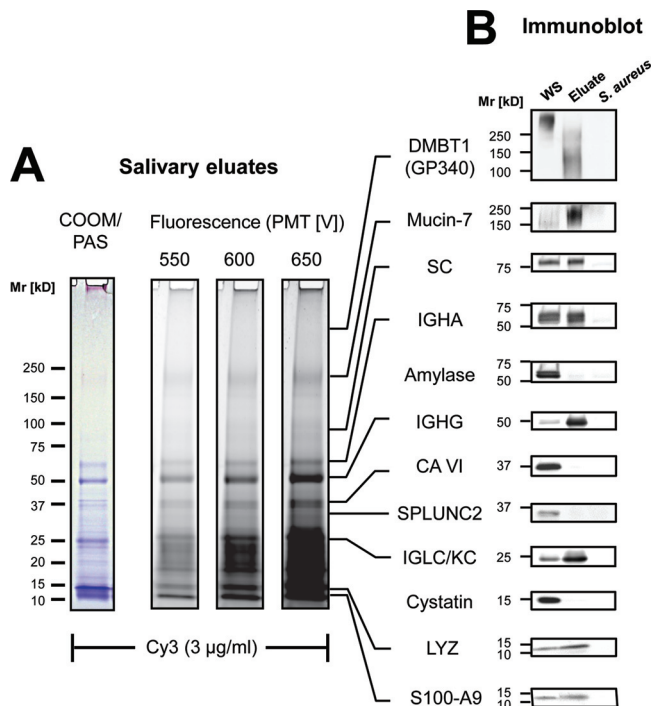 B Immunoblot
WS Eluate S. aureus
Mr [kD]
A Salivary eluates
COOM/
PAS
Fluorescence (PMT [V])
550 600 650
Mr [kD]
250
150
100
75
50
37
25
20
15
10
Cy3 (3 µg/ml)
DMBT1
(GP340)
250
150
100
Mucin-7
250
150
SC
75
IGHA
75
50
Amylase
75
50
IGHG
50
CA VI
37
SPLUNC2
37
IGLC/KC
25
Cystatin
15
LYZ
15
10
S100-A9
15
10